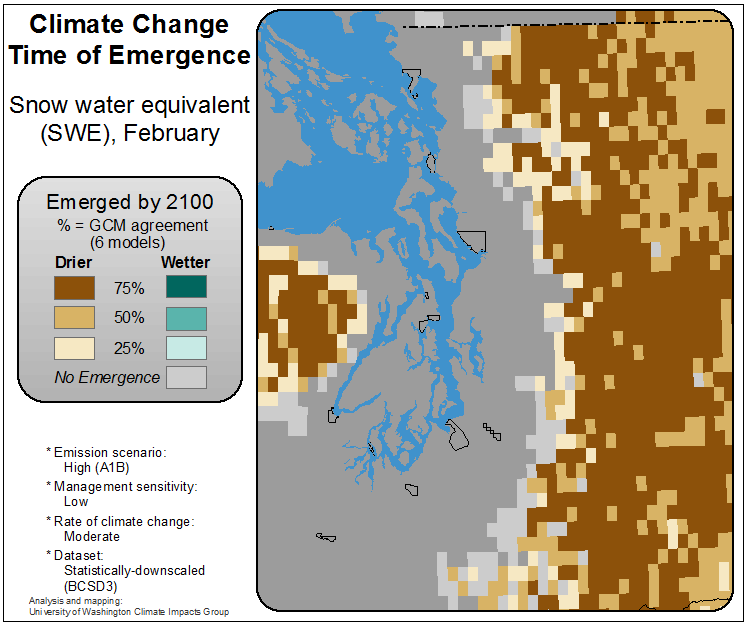 Climate Change
Time of Emergence
Snow water equivalent
(SWE), February
Emerged by 2100
% = GCM agreement
(6 models)
Drier Wetter
75%
50%
25%
No Emergence
* Emission scenario:
High (A1B)
* Management sensitivity:
Low
* Rate of climate change:
Moderate
* Dataset:
Statistically-downscaled
(BCSD3)
Analysis and mapping:
University of Washington Climate Impacts Group